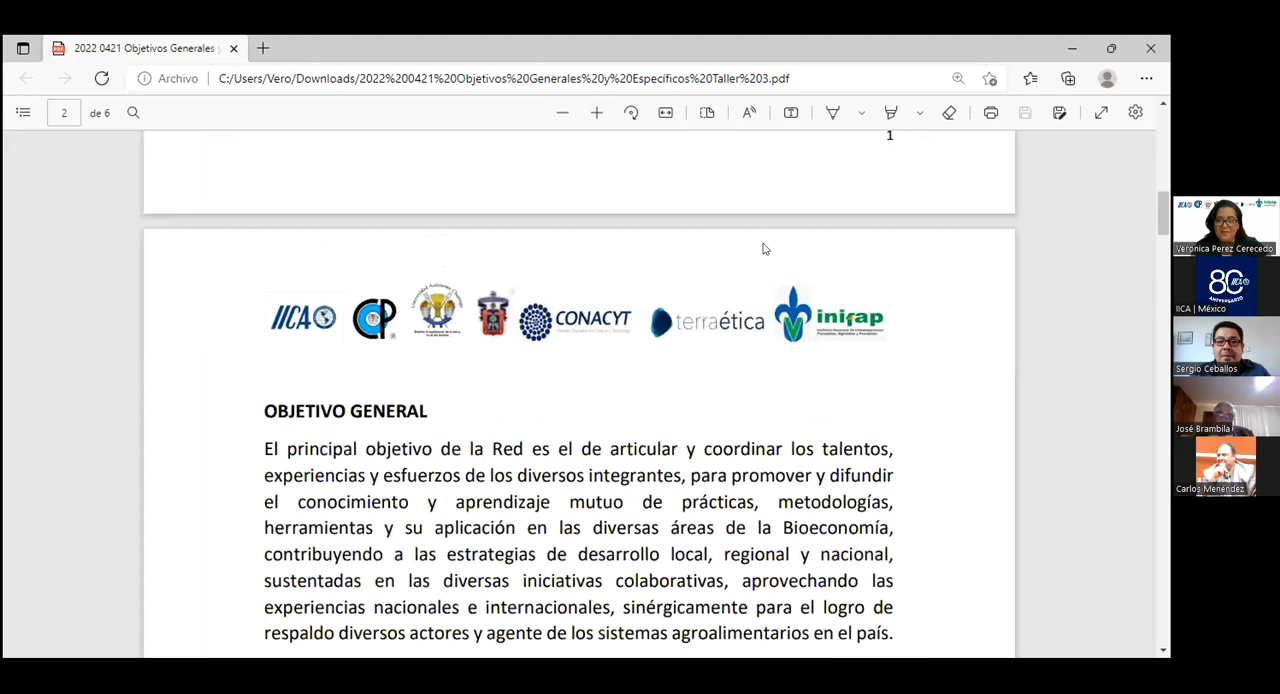 2022 0421 Objetivos Generales y
Archivo
C:/Users/Vero/Downloads/2022%200421%20Objetivos%20Generales%20y%20Específicos%20Taller%203.pdf
2
de 6
1
IICA
CP
CONACYT
terraética
inifap
OBJETIVO GENERAL
El principal objetivo de la Red es el de articular y coordinar los talentos,
experiencias y esfuerzos de los diversos integrantes, para promover y difundir
el conocimiento y aprendizaje mutuo de prácticas, metodologías,
herramientas y su aplicación en las diversas áreas de la Bioeconomía,
contribuyendo a las estrategias de desarrollo local, regional y nacional,
sustentadas en las diversas iniciativas colaborativas, aprovechando las
experiencias nacionales e internacionales, sinérgicamente para el logro de
respaldo diversos actores y agente de los sistemas agroalimentarios en el país.
inifap
Verónica Perez Cerecedo
80
IICA
ANIVERSARIO
IICA | México
Sergio Ceballos
José Brambila
Carlos Menéndez